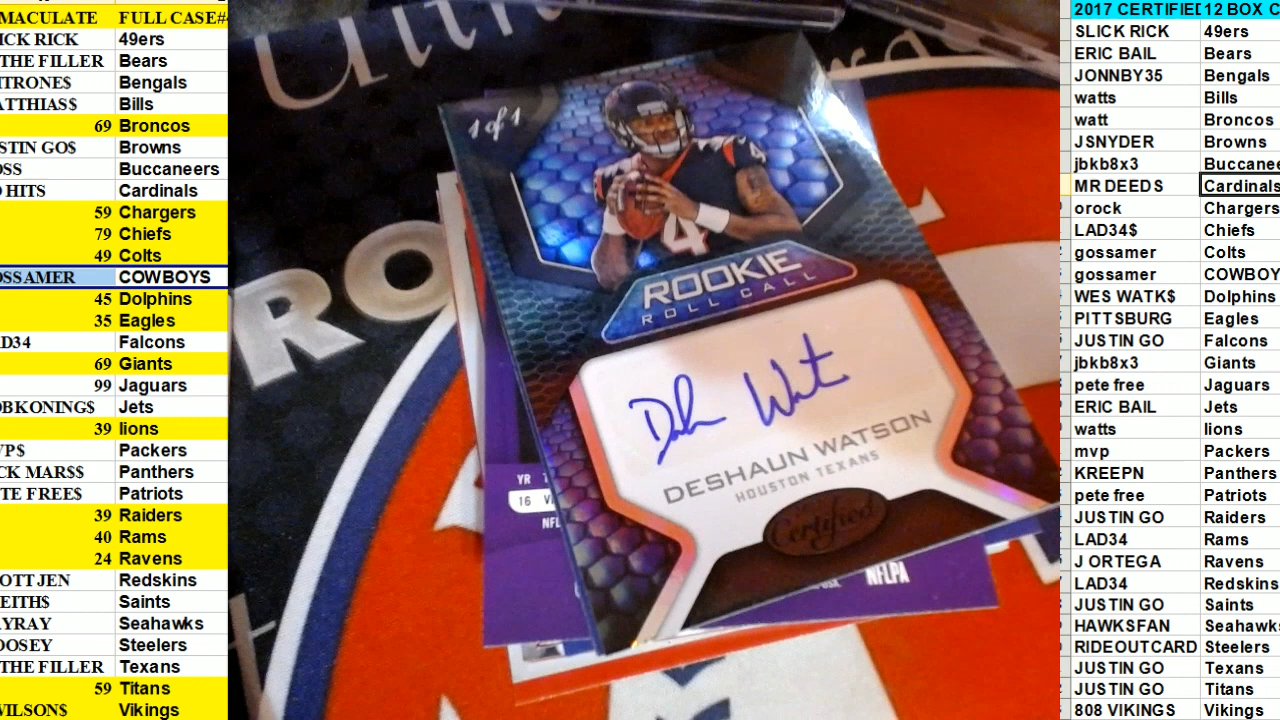 MACULATE FULL CASE#
ICK RICK 49ers
THE FILLER Bears
ITRONE$ Bengals
ATTHIAS$ Bills
69 Broncos
STIN GO$ Browns
OSS Buccaneers
O HITS Cardinals
59 Chargers
79 Chiefs
49 Colts
OSSAMER COWBOYS
45 Dolphins
35 Eagles
D34 Falcons
69 Giants
99 Jaguars
OBKONING$ Jets
39 lions
VP$ Packers
CK MAR$$ Panthers
TE FREE$ Patriots
39 Raiders
40 Rams
24 Ravens
OTT JEN Redskins
EITH$ Saints
AYRAY Seahawks
OOSEY Steelers
THE FILLER Texans
59 Titans
WILSON$ Vikings
1 of 1
4
ROOKIE
ROLL CALL
DESHAUN WATSON
HOUSTON TEXANS
Certified
YR
16
NFL
NFLPA
RO
2017 CERTIFIED 12 BOX C
SLICK RICK 49ers
ERIC BAIL Bears
JONNBY35 Bengals
watts Bills
watt Broncos
JSNYDER Browns
jbkb8x3 Buccanee
MR DEEDS Cardinals
orock Chargers
LAD34$ Chiefs
gossamer Colts
gossamer COWBOY
WES WATK$ Dolphins
PITTSBURG Eagles
JUSTIN GO Falcons
jbkb8x3 Giants
pete free Jaguars
ERIC BAIL Jets
watts lions
mvp Packers
KREEPN Panthers
pete free Patriots
JUSTIN GO Raiders
LAD34 Rams
J ORTEGA Ravens
LAD34 Redskins
JUSTIN GO Saints
HAWKSFAN Seahawks
RIDEOUTCARD Steelers
JUSTIN GO Texans
JUSTIN GO Titans
808 VIKINGS Vikings